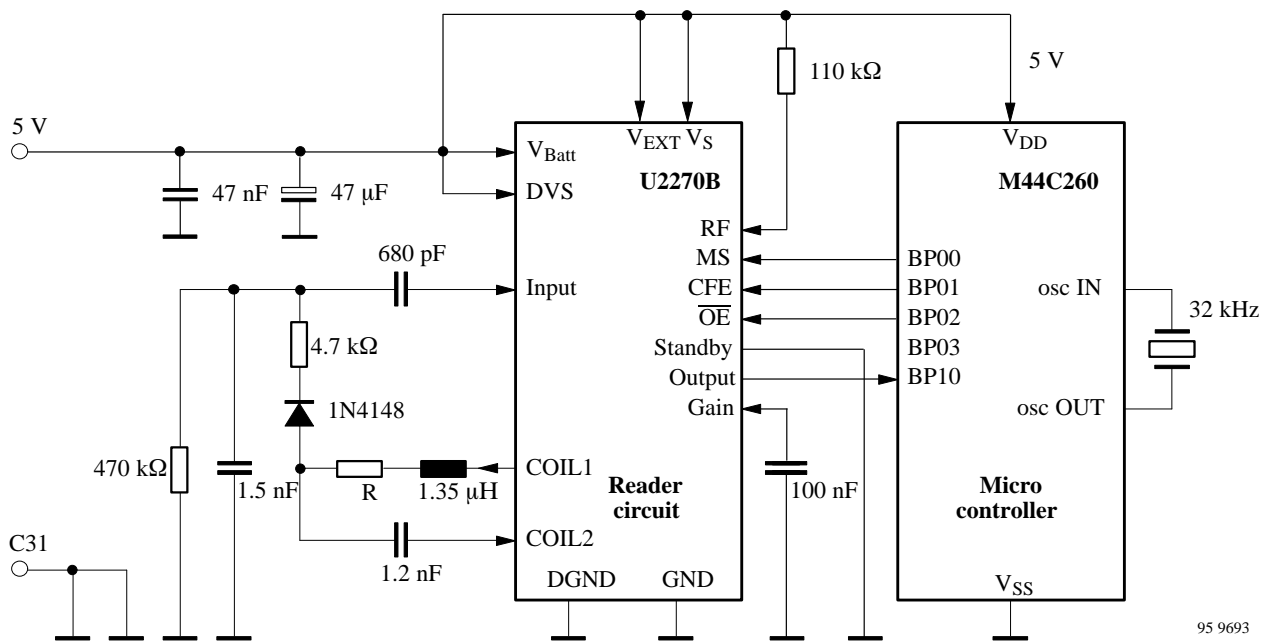 5 V
110 kΩ
5 V
47 nF
47 µF
V_Batt
DVS
V_EXT
V_S
U2270B
V_DD
M44C260
RF
MS
CFE
OE
Standby
Output
Gain
BP00
BP01
BP02
BP03
BP10
osc IN
osc OUT
32 kHz
680 pF
Input
4.7 kΩ
1N4148
470 kΩ
1.5 nF
R
1.35 µH
COIL1
COIL2
1.2 nF
Reader
circuit
100 nF
Micro
controller
C31
DGND
GND
V_SS
95 9693